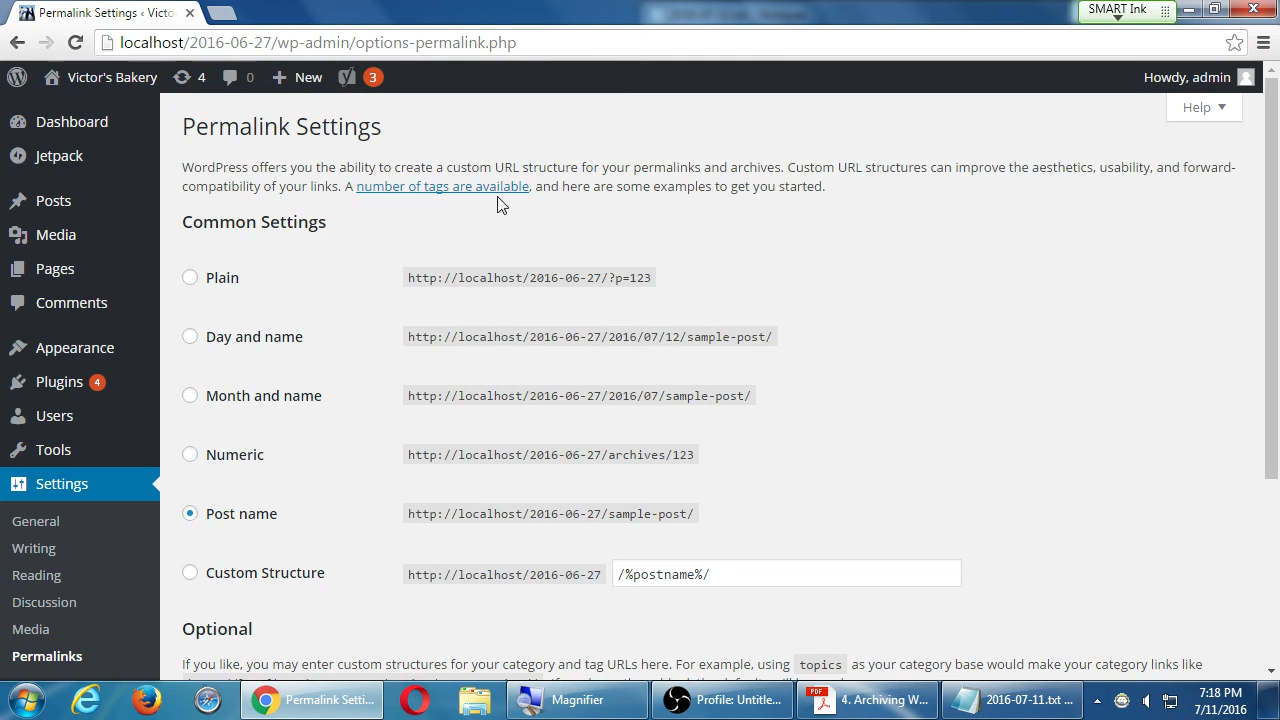 Permalink Settings ‹ Victo
SMART Ink
localhost/2016-06-27/wp-admin/options-permalink.php
Victor's Bakery
4
0
New
3
Howdy, admin
Help
Dashboard
Jetpack
Posts
Media
Pages
Comments
Appearance
Plugins 4
Users
Tools
Settings
General
Writing
Reading
Discussion
Media
Permalinks
Permalink Settings
WordPress offers you the ability to create a custom URL structure for your permalinks and archives. Custom URL structures can improve the aesthetics, usability, and forward-
compatibility of your links. A number of tags are available, and here are some examples to get you started.
Common Settings
Plain http://localhost/2016-06-27/?p=123
Day and name http://localhost/2016-06-27/2016/07/12/sample-post/
Month and name http://localhost/2016-06-27/2016/07/sample-post/
Numeric http://localhost/2016-06-27/archives/123
Post name http://localhost/2016-06-27/sample-post/
Custom Structure http://localhost/2016-06-27 /%postname%/
Optional
If you like, you may enter custom structures for your category and tag URLs here. For example, using topics as your category base would make your category links like
Permalink Setti...
Magnifier
Profile: Untitle...
4. Archiving W...
2016-07-11.txt ...
7:18 PM
7/11/2016